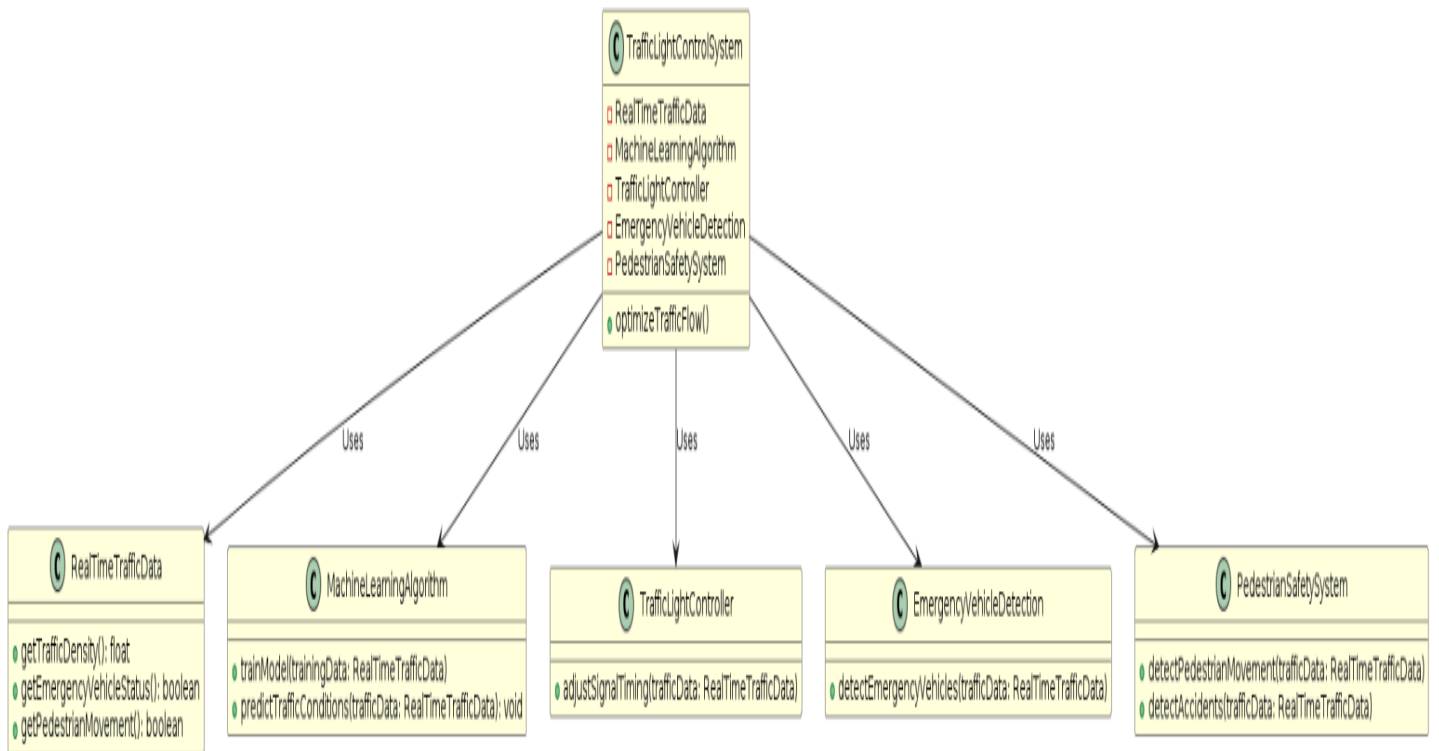 C TrafficLightControlSystem
RealTimeTrafficData
MachineLearningAlgorithm
TrafficLightController
EmergencyVehicleDetection
PedestrianSafetySystem
optimizeTrafficFlow()
Uses
Uses
Uses
Uses
Uses
C RealTimeTrafficData
getTrafficDensity(): float
getEmergencyVehicleStatus(): boolean
getPedestrianMovement(): boolean
C MachineLearningAlgorithm
trainModel(trainingData: RealTimeTrafficData)
predictTrafficConditions(trafficData: RealTimeTrafficData): void
C TrafficLightController
adjustSignalTiming(trafficData: RealTimeTrafficData)
C EmergencyVehicleDetection
detectEmergencyVehicles(trafficData: RealTimeTrafficData)
C PedestrianSafetySystem
detectPedestrianMovement(trafficData: RealTimeTrafficData)
detectAccidents(trafficData: RealTimeTrafficData)